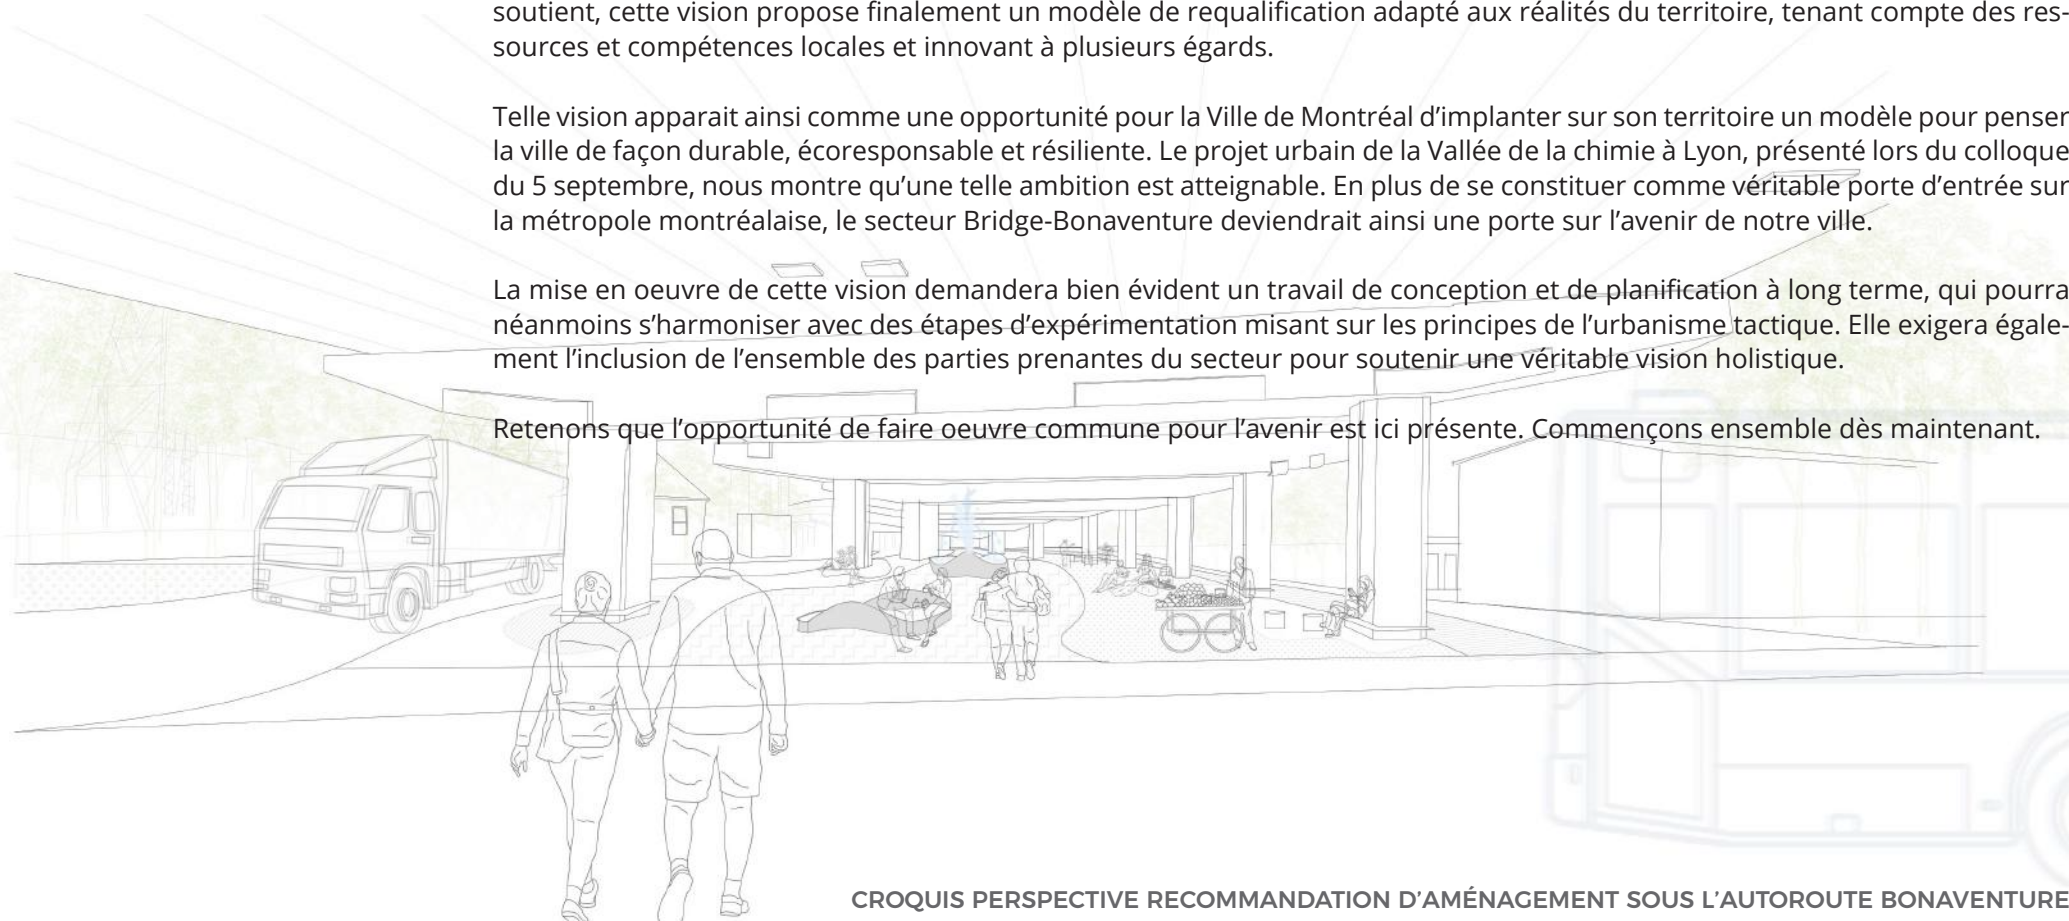 soutient, cette vision propose finalement un modèle de requalification adapté aux réalités du territoire, tenant compte des res-
sources et compétences locales et innovant à plusieurs égards.
Telle vision apparait ainsi comme une opportunité pour la Ville de Montréal d’implanter sur son territoire un modèle pour penser
la ville de façon durable, écoresponsable et résiliente. Le projet urbain de la Vallée de la chimie à Lyon, présenté lors du colloque
du 5 septembre, nous montre qu’une telle ambition est atteignable. En plus de se constituer comme véritable porte d’entrée sur
la métropole montréalaise, le secteur Bridge-Bonaventure deviendrait ainsi une porte sur l’avenir de notre ville.
La mise en oeuvre de cette vision demandera bien évident un travail de conception et de planification à long terme, qui pourra
néanmoins s’harmoniser avec des étapes d’expérimentation misant sur les principes de l’urbanisme tactique. Elle exigera égale-
ment l’inclusion de l’ensemble des parties prenantes du secteur pour soutenir une véritable vision holistique.
Retenons que l’opportunité de faire oeuvre commune pour l’avenir est ici présente. Commençons ensemble dès maintenant.
CROQUIS PERSPECTIVE RECOMMANDATION D’AMÉNAGEMENT SOUS L’AUTOROUTE BONAVENTURE